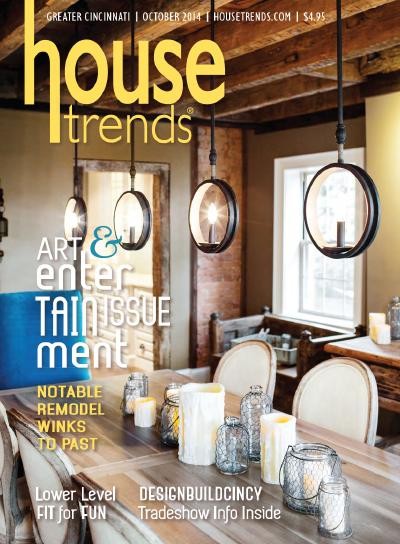 GREATER CINCINNATI | OCTOBER 2014 | HOUSETRENDS.COM | $4.95
house
trends®
ART &
enter
TAIN ISSUE
ment
NOTABLE
REMODEL
WINKS
TO PAST
Lower Level
FIT for FUN
DESIGNBUILDCINCY
Tradeshow Info Inside